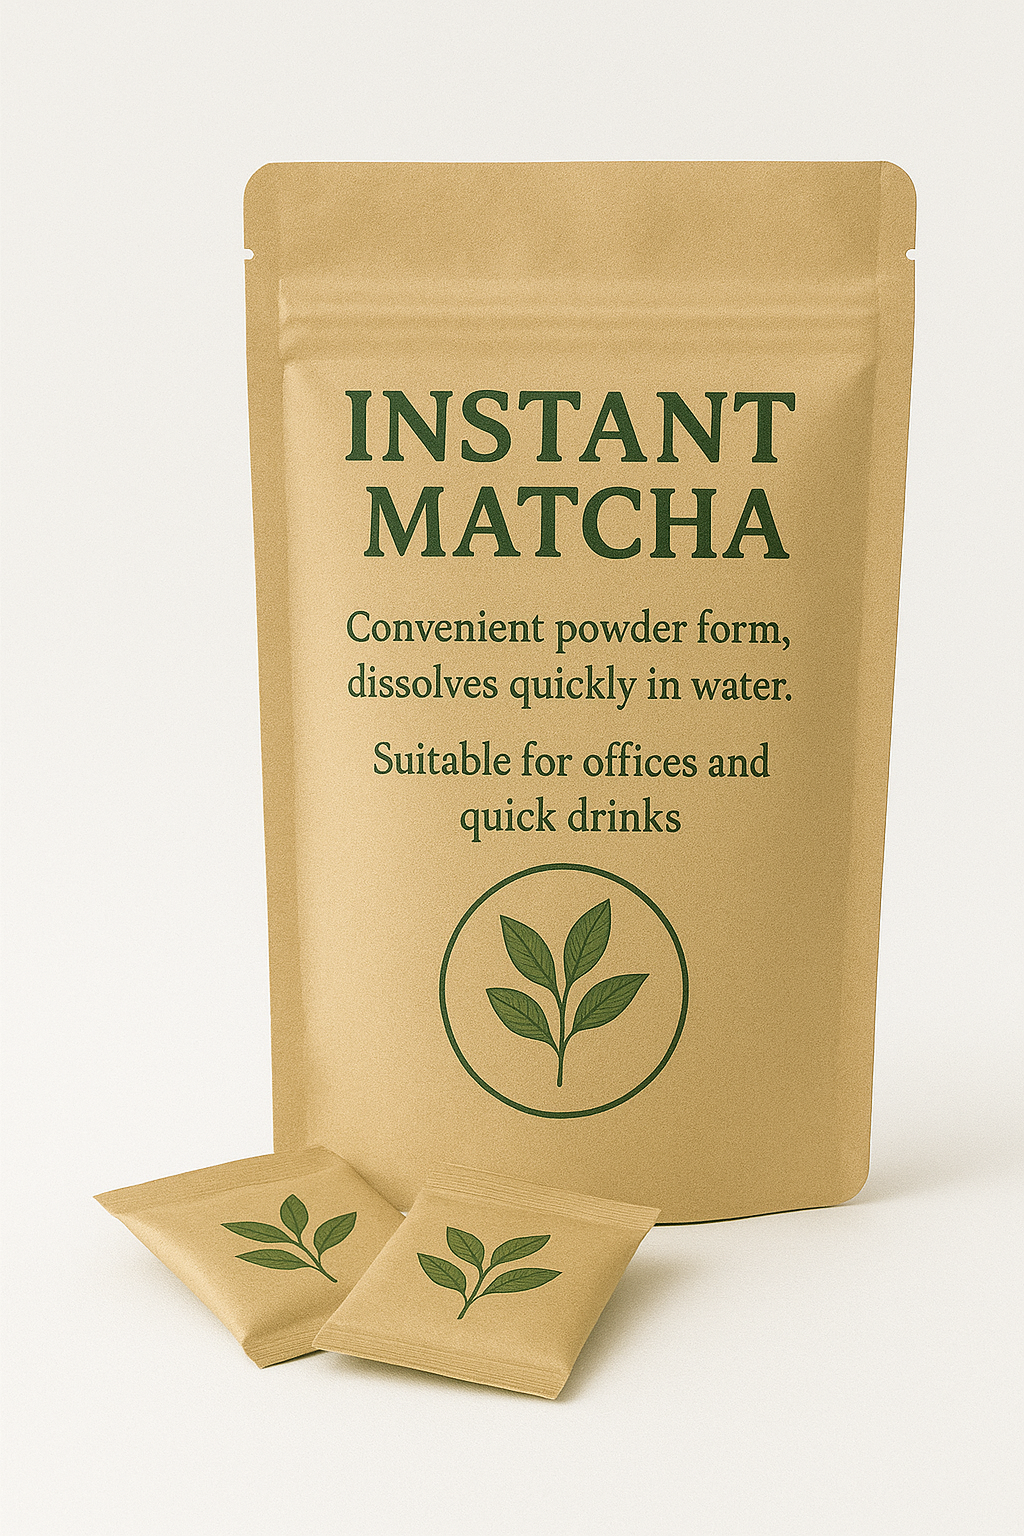 INSTANT
MATCHA
Convenient powder form,
dissolves quickly in water.
Suitable for offices and
quick drinks